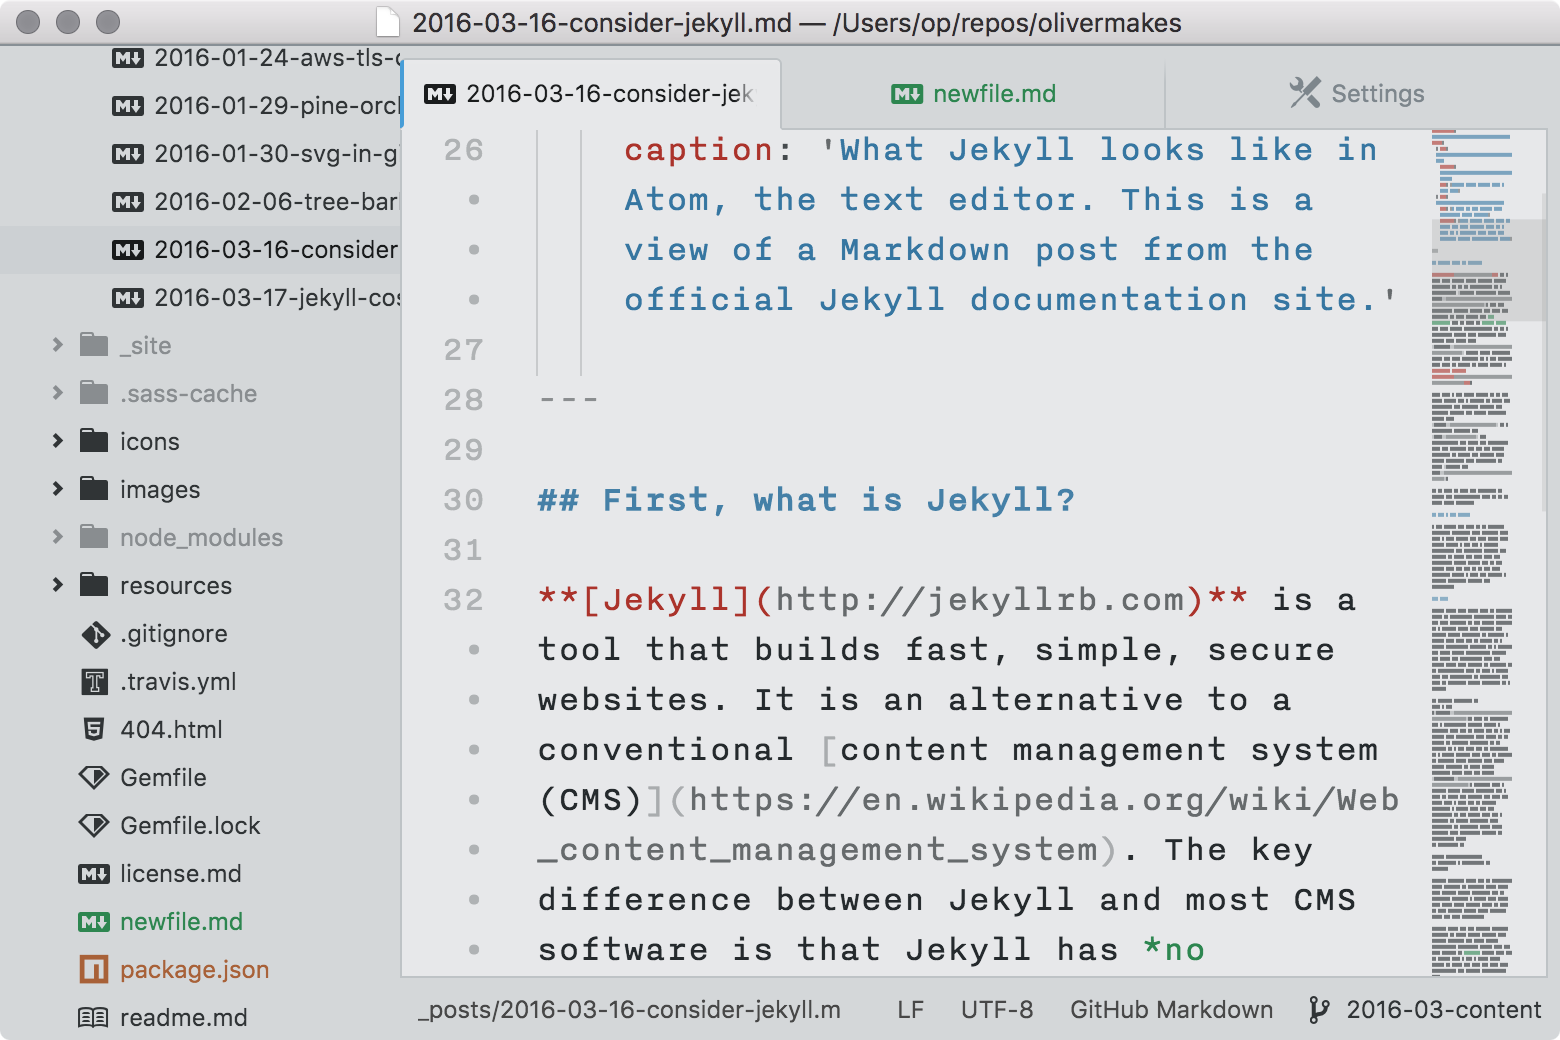 2016-03-16-consider-jekyll.md — /Users/op/repos/olivermakes
2016-01-24-aws-tls-
2016-01-29-pine-orc
2016-01-30-svg-in-g
2016-02-06-tree-bar
2016-03-16-consider
2016-03-17-jekyll-cos
_site
.sass-cache
icons
images
node_modules
resources
.gitignore
.travis.yml
404.html
Gemfile
Gemfile.lock
license.md
newfile.md
package.json
readme.md
2016-03-16-consider-jek
newfile.md
Settings
26 caption: 'What Jekyll looks like in
• Atom, the text editor. This is a
• view of a Markdown post from the
• official Jekyll documentation site.'
27
28 ---
29
30 ## First, what is Jekyll?
31
32 **[Jekyll](http://jekyllrb.com)** is a
• tool that builds fast, simple, secure
• websites. It is an alternative to a
• conventional [content management system
• (CMS)](https://en.wikipedia.org/wiki/Web
• _content_management_system). The key
• difference between Jekyll and most CMS
• software is that Jekyll has *no
_posts/2016-03-16-consider-jekyll.m LF UTF-8 GitHub Markdown 2016-03-content